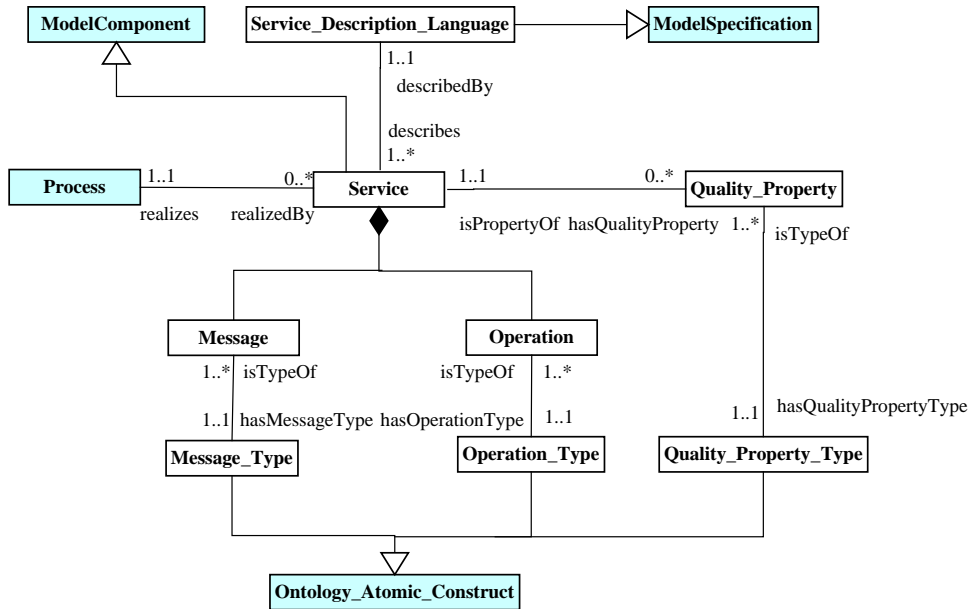 ModelComponent
Service_Description_Language
ModelSpecification
1..1
describedBy
describes
1..*
Process
1..1
0..*
Service
1..1
0..*
Quality_Property
realizes
realizedBy
isPropertyOf
hasQualityProperty
1..*
isTypeOf
Message
Operation
1..*
isTypeOf
isTypeOf
1..*
1..1
hasMessageType
hasOperationType
1..1
1..1
hasQualityPropertyType
Message_Type
Operation_Type
Quality_Property_Type
Ontology_Atomic_Construct